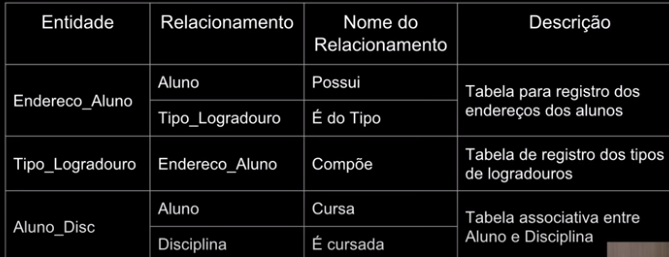 Entidade Relacionamento Nome do Relacionamento Descrição
Endereco_Aluno Aluno Possui Tabela para registro dos endereços dos alunos
Tipo_Logradouro É do Tipo
Tipo_Logradouro Endereco_Aluno Compõe Tabela de registro dos tipos de logradouros
Aluno_Disc Aluno Cursa Tabela associativa entre Aluno e Disciplina
Disciplina É cursada